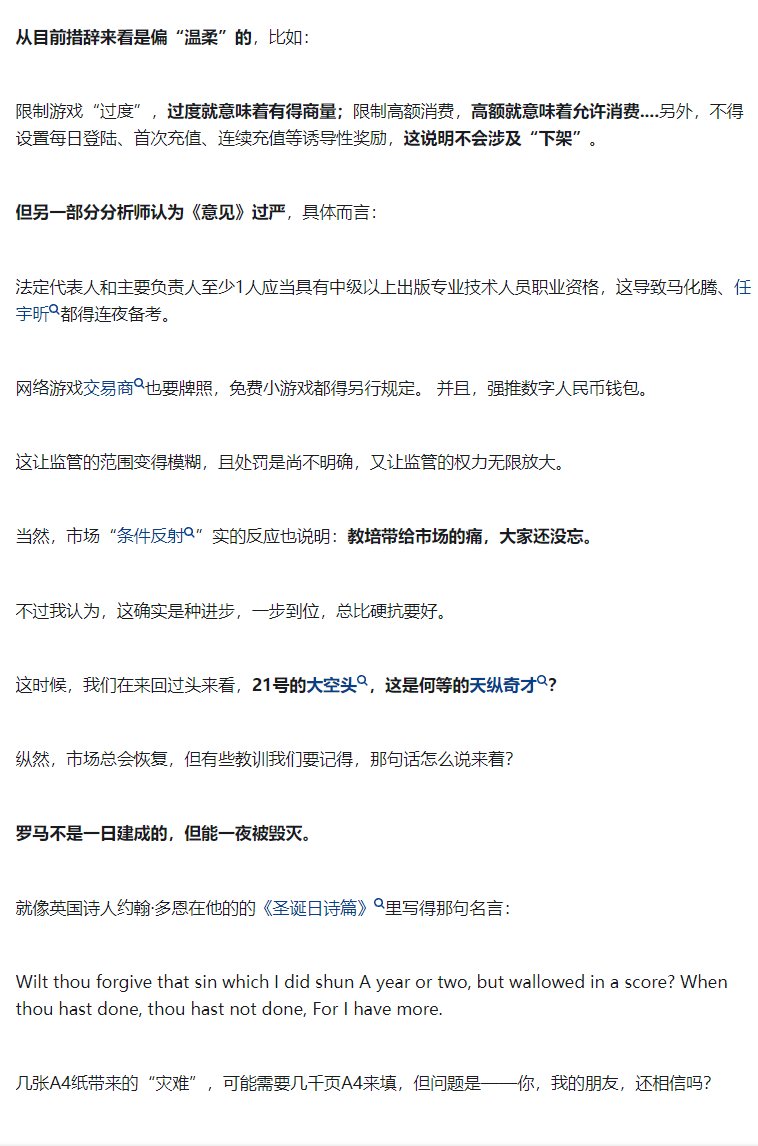 从目前措辞来看是偏“温柔”的，比如：
限制游戏“过度”，过度就意味着有得商量；限制高额消费，高额就意味着允许消费....另外，不得
设置每日登陆、首次充值、连续充值等诱导性奖励，这说明不会涉及“下架”。
但另一部分分析师认为《意见》过严，具体而言：
法定代表人和主要负责人至少1人应当具有中级以上出版专业技术人员职业资格，这导致马化腾、任
宇昕都得连夜备考。
网络游戏交易商也要牌照，免费小游戏都得另行规定。 并且，强推数字人民币钱包。
这让监管的范围变得模糊，且处罚是尚不明确，又让监管的权力无限放大。
当然，市场“条件反射”实的反应也说明：教培带给市场的痛，大家还没忘。
不过我认为，这确实是种进步，一步到位，总比硬抗要好。
这时候，我们在来回过头来看，21号的大空头，这是何等的天纵奇才？
纵然，市场总会恢复，但有些教训我们要记得，那句话怎么说来着？
罗马不是一日建成的，但能一夜被毁灭。
就像英国诗人约翰·多恩在他的的《圣诞日诗篇》里写得那句名言：
Wilt thou forgive that sin which I did shun A year or two, but wallowed in a score? When
thou hast done, thou hast not done, For I have more.
几张A4纸带来的“灾难”，可能需要几千页A4来填，但问题是——你，我的朋友，还相信吗？